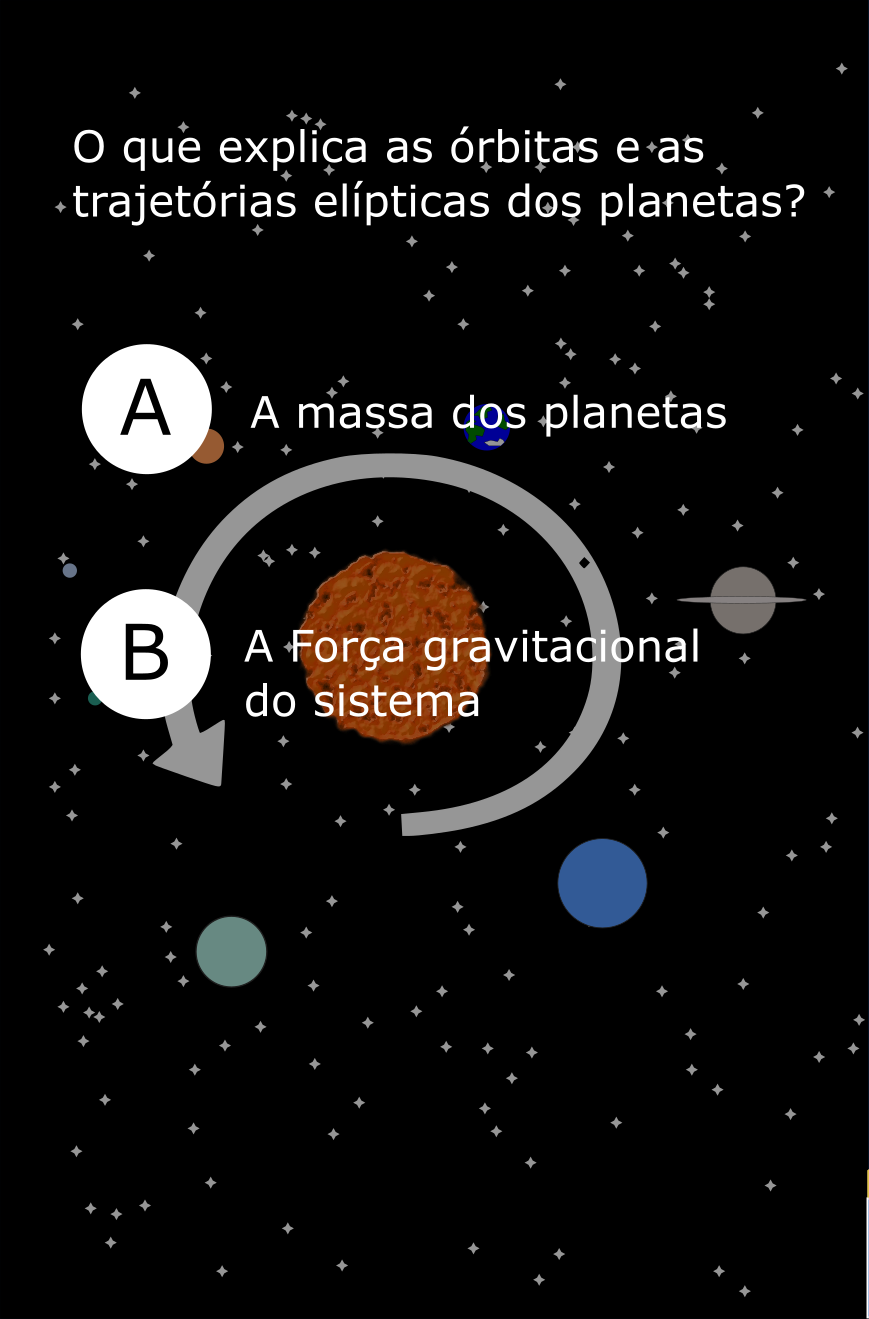 O que explica as órbitas e as
trajetórias elípticas dos planetas?
A
A massa dos planetas
B
A Força gravitacional
do sistema